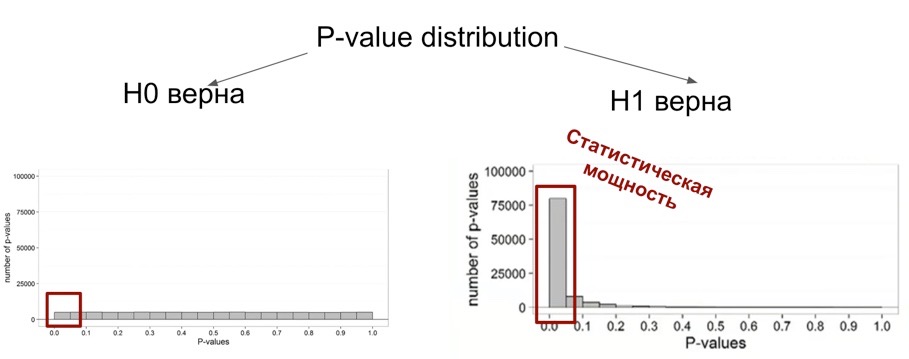 P-value distribution
H0 верна
H1 верна
Статистическая
мощность
number of p-values
100000
75000
50000
25000
0
0.0 0.1 0.2 0.3 0.4 0.5 0.6 0.7 0.8 0.9 1.0
P-values
number of p-values
100000
75000
50000
25000
0
0.0 0.1 0.2 0.3 0.4 0.5 0.6 0.7 0.8 0.9 1.0
P-values